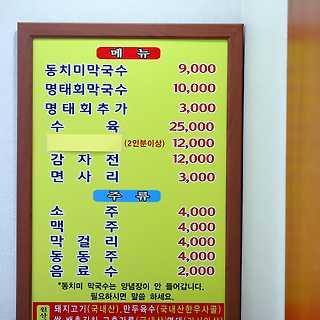 메 뉴
동치미막국수 9,000
명태회막국수 10,000
명태회추가 3,000
수 육 25,000
(2인분이상) 12,000
감 자 전 12,000
면 사 리 3,000
주 류
소 주 4,000
맥 주 4,000
막 걸 리 4,000
동 동 주 4,000
음 료 수 2,000
*동치미 막국수는 양념장이 안 들어갑니다.
필요하시면 말씀 하세요.
돼지고기(국내산), 만두육수(국내산한우사골)